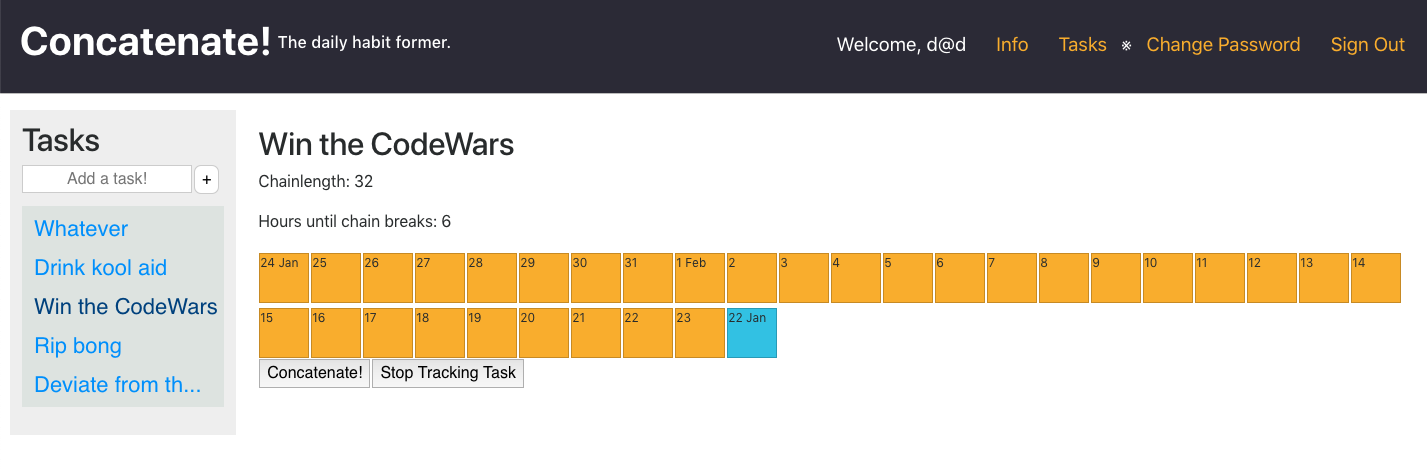 Concatenate! The daily habit former.
Welcome, d@d Info Tasks ※ Change Password Sign Out
Tasks
Add a task! +
Whatever
Drink kool aid
Win the CodeWars
Rip bong
Deviate from th...
Win the CodeWars
Chainlength: 32
Hours until chain breaks: 6
24 Jan 25 26 27 28 29 30 31 1 Feb 2 3 4 5 6 7 8 9 10 11 12 13 14
15 16 17 18 19 20 21 22 23 22 Jan
Concatenate! Stop Tracking Task